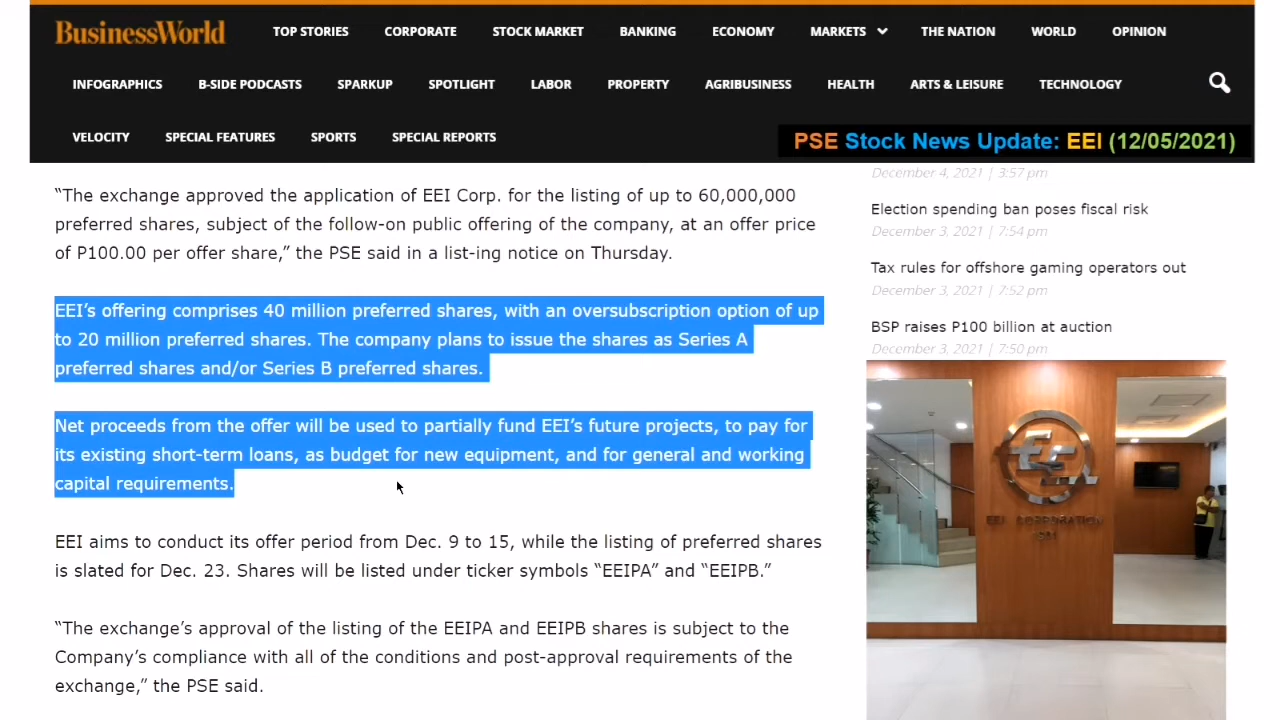 BusinessWorld
TOP STORIES CORPORATE STOCK MARKET BANKING ECONOMY MARKETS THE NATION WORLD OPINION
INFOGRAPHICS B-SIDE PODCASTS SPARKUP SPOTLIGHT LABOR PROPERTY AGRIBUSINESS HEALTH ARTS & LEISURE TECHNOLOGY
VELOCITY SPECIAL FEATURES SPORTS SPECIAL REPORTS
PSE Stock News Update: EEI (12/05/2021)
“The exchange approved the application of EEI Corp. for the listing of up to 60,000,000
preferred shares, subject of the follow-on public offering of the company, at an offer price
of P100.00 per offer share,” the PSE said in a list-ing notice on Thursday.
EEI’s offering comprises 40 million preferred shares, with an oversubscription option of up
to 20 million preferred shares. The company plans to issue the shares as Series A
preferred shares and/or Series B preferred shares.
Net proceeds from the offer will be used to partially fund EEI’s future projects, to pay for
its existing short-term loans, as budget for new equipment, and for general and working
capital requirements.
EEI aims to conduct its offer period from Dec. 9 to 15, while the listing of preferred shares
is slated for Dec. 23. Shares will be listed under ticker symbols “EEIPA” and “EEIPB.”
“The exchange’s approval of the listing of the EEIPA and EEIPB shares is subject to the
Company’s compliance with all of the conditions and post-approval requirements of the
exchange,” the PSE said.
December 4, 2021 | 3:57 pm
Election spending ban poses fiscal risk
December 3, 2021 | 7:54 pm
Tax rules for offshore gaming operators out
December 3, 2021 | 7:52 pm
BSP raises P100 billion at auction
December 3, 2021 | 7:50 pm
EEI CORPORATION